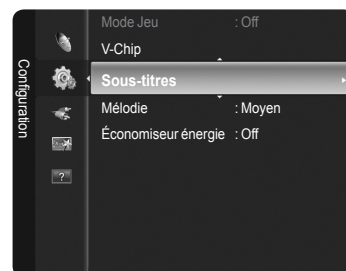 Configuration
Mode Jeu : Off
V-Chip
Sous-titres
Mélodie : Moyen
Économiseur énergie : Off
?